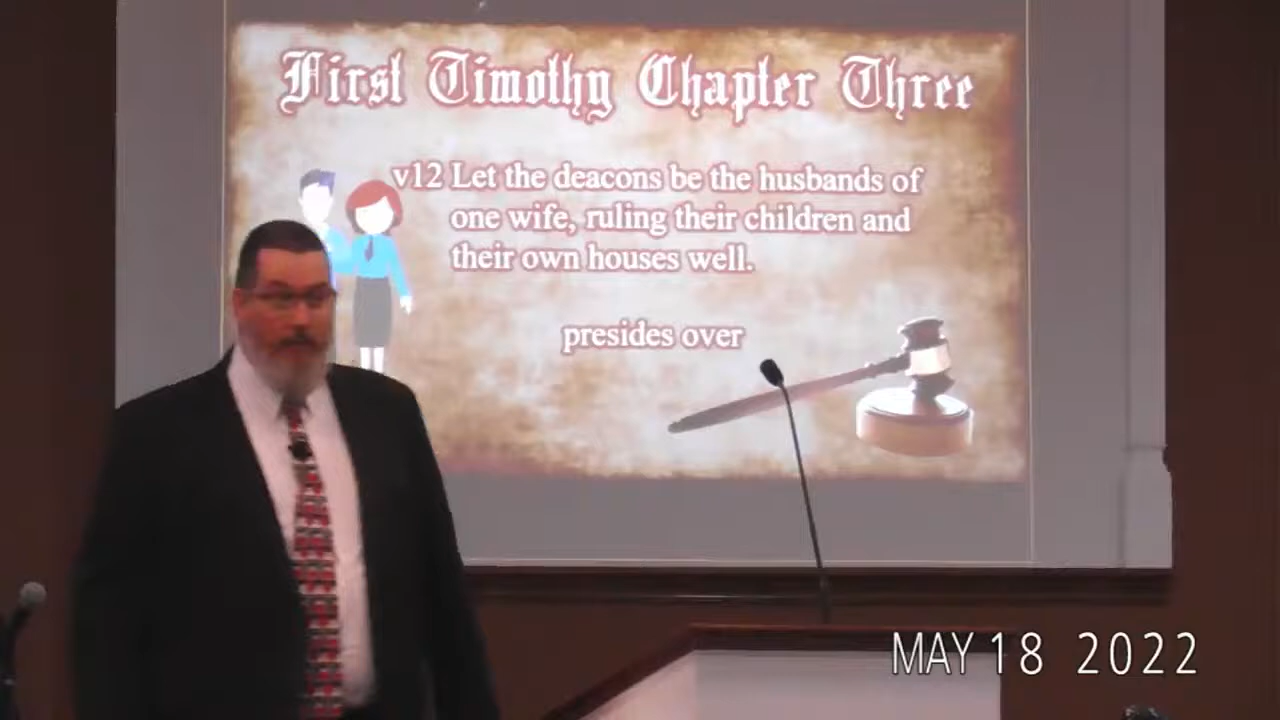 First Timothy Chapter Three
v12 Let the deacons be the husbands of
one wife, ruling their children and
their own houses well.
presides over
MAY 18 2022